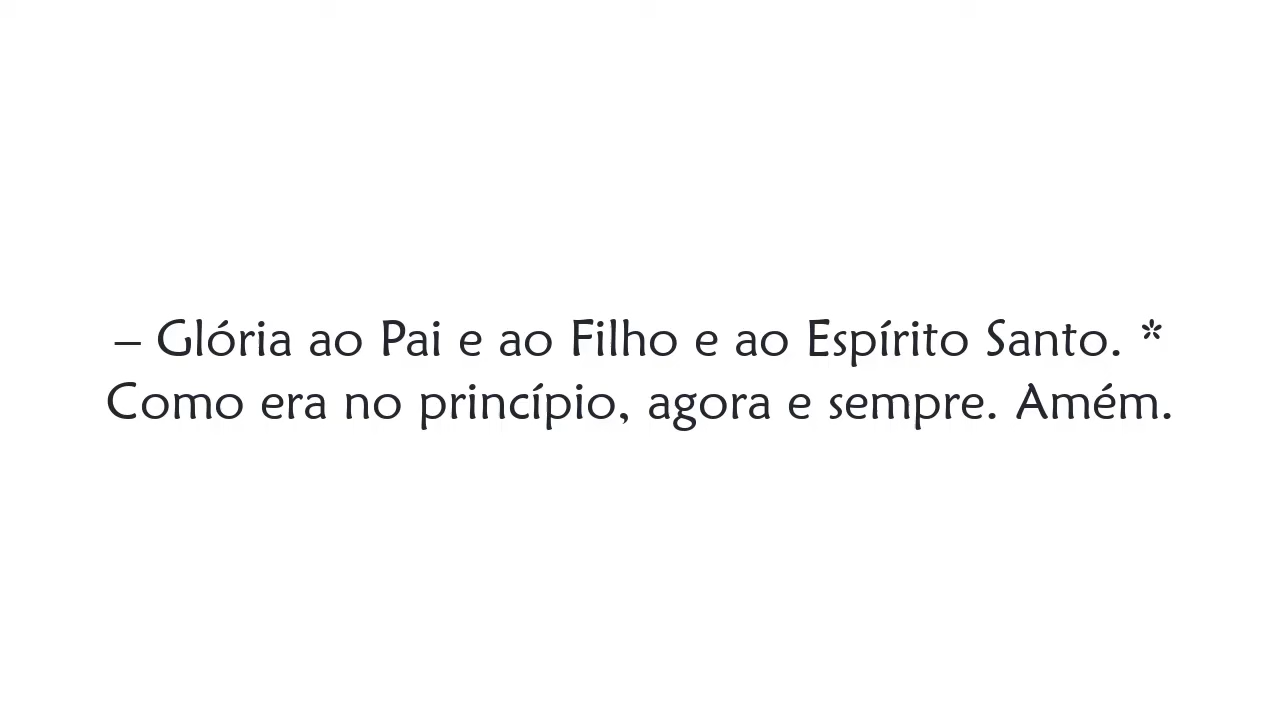 – Glória ao Pai e ao Filho e ao Espírito Santo. *
Como era no princípio, agora e sempre. Amém.